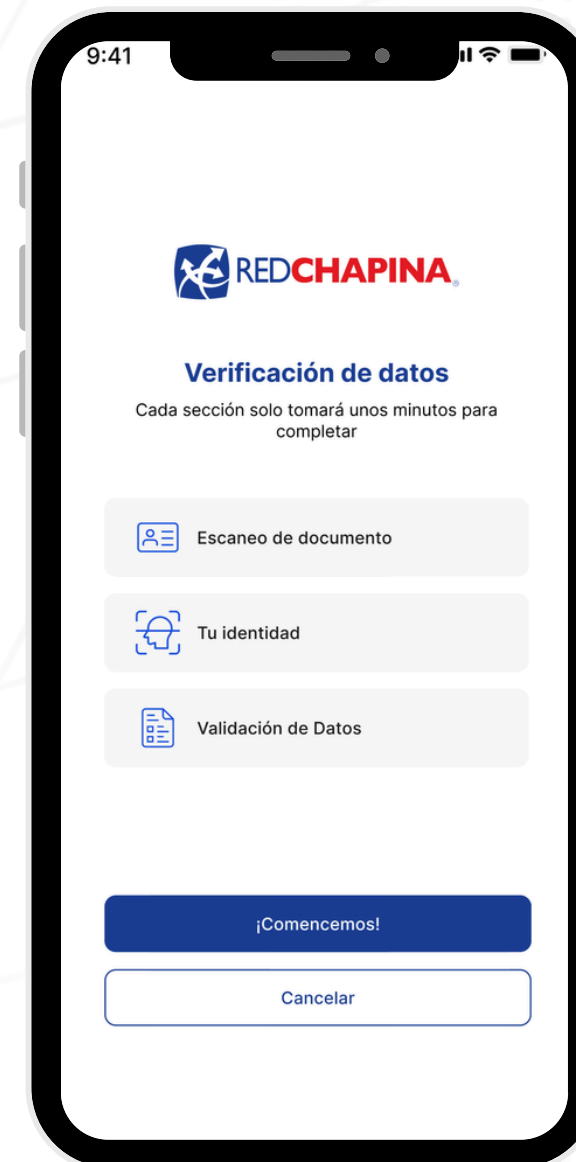 9:41
REDCHAPINA®
Verificación de datos
Cada sección solo tomará unos minutos para
completar
Escaneo de documento
Tu identidad
Validación de Datos
¡Comencemos!
Cancelar